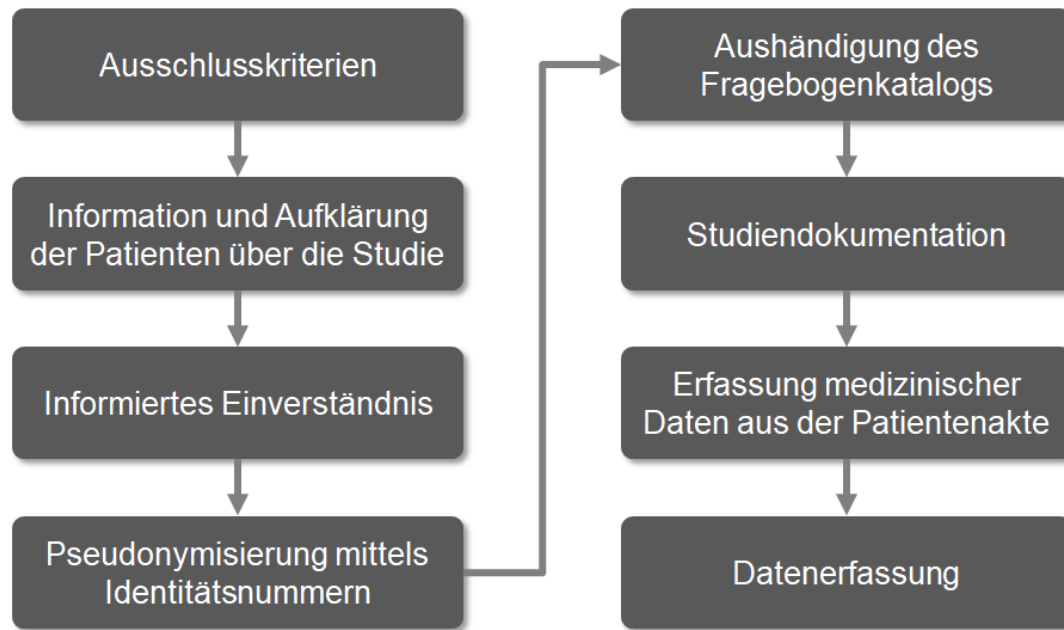 Ausschlusskriterien
Information und Aufklärung
der Patienten über die Studie
Informiertes Einverständnis
Pseudonymisierung mittels
Identitätsnummern
Aushändigung des
Fragebogenkatalogs
Studiendokumentation
Erfassung medizinischer
Daten aus der Patientenakte
Datenerfassung